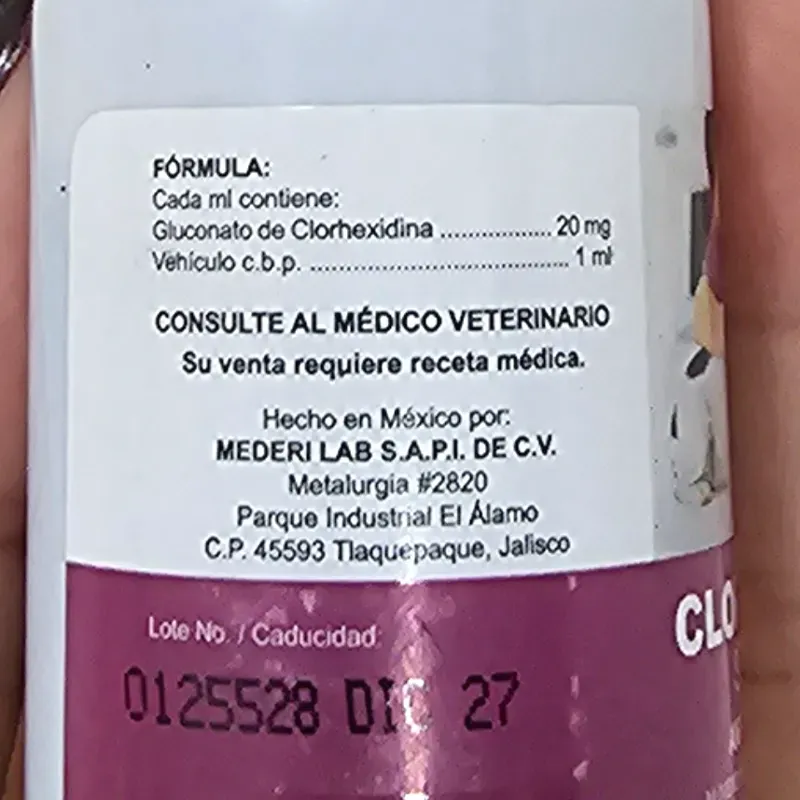 FÓRMULA:
Cada ml contiene:
Gluconato de Clorhexidina ................. 20 mg
Vehículo c.b.p. ........................................ 1 ml
CONSULTE AL MÉDICO VETERINARIO
Su venta requiere receta médica.
Hecho en México por:
MEDERI LAB S.A.P.I. DE C.V.
Metalurgia #2820
Parque Industrial El Álamo
C.P. 45593 Tlaquepaque, Jalisco
Lote No. / Caducidad:
0125528 DIC 27
CLO